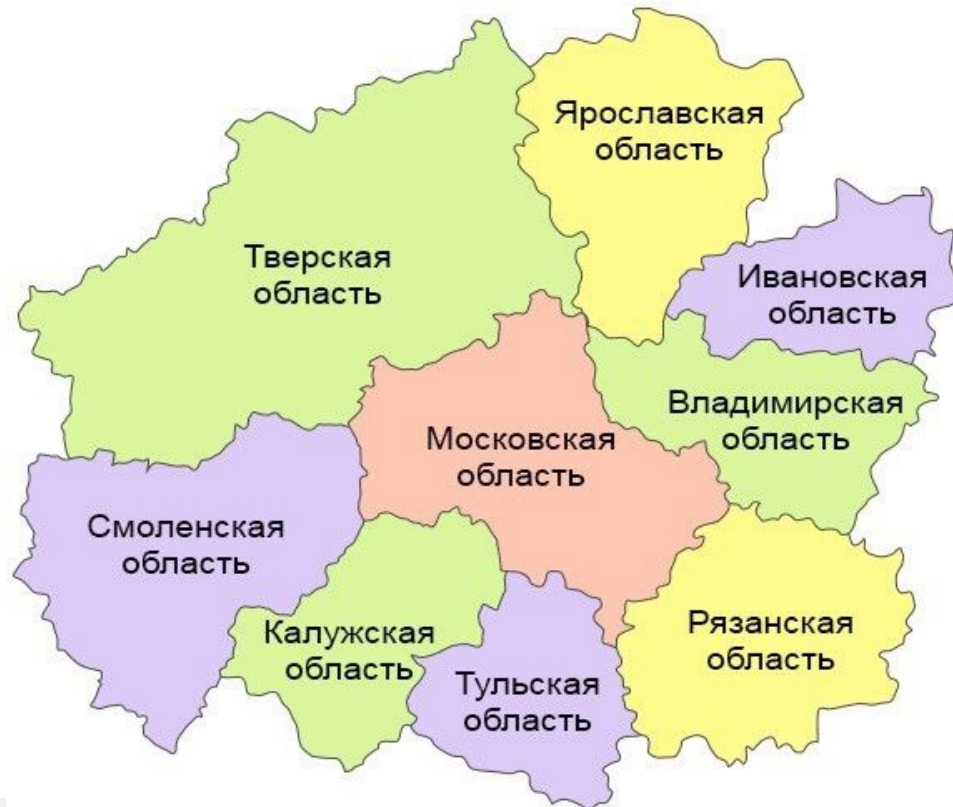 Ярославская
область
Тверская
область
Ивановская
область
Владимирская
область
Московская
область
Смоленская
область
Калужская
область
Рязанская
область
Тульская
область